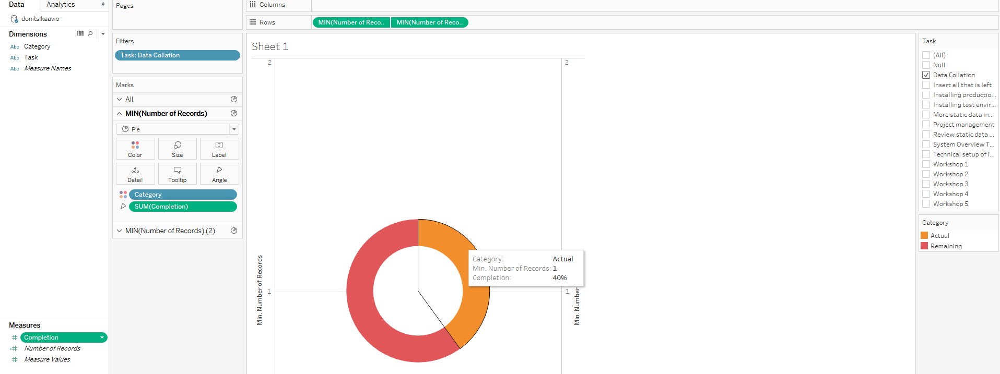 Data
Analytics
donitsikaavio
Dimensions
Abc Category
Abc Task
Abc Measure Names
Measures
# Completion
=# Number of Records
# Measure Values
Pages
Filters
Task: Data Collation
Marks
All
MIN(Number of Records)
Pie
Color
Size
T
Label
Detail
Tooltip
Angle
Category
SUM(Completion)
MIN(Number of Records) (2)
Columns
Rows
MIN(Number of Reco..
MIN(Number of Reco..
Sheet 1
2
2
Min. Number of Records
1
Category: Actual
Min. Number of Records: 1
Completion: 40%
1
Min. Number
Task
(All)
Null
Data Collation
Insert all that is left
Installing productio...
Installing test envir...
More static data in...
Project management
Review static data ...
System Overview T...
Technical setup of i...
Workshop 1
Workshop 2
Workshop 3
Workshop 4
Workshop 5
Category
Actual
Remaining